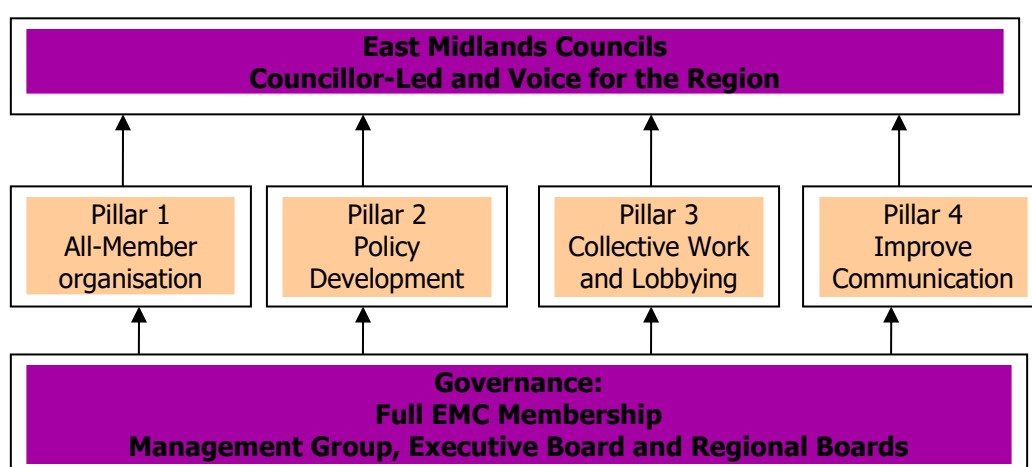 East Midlands Councils
Councillor-Led and Voice for the Region
Pillar 1
All-Member
organisation
Pillar 2
Policy
Development
Pillar 3
Collective Work
and Lobbying
Pillar 4
Improve
Communication
Governance:
Full EMC Membership
Management Group, Executive Board and Regional Boards